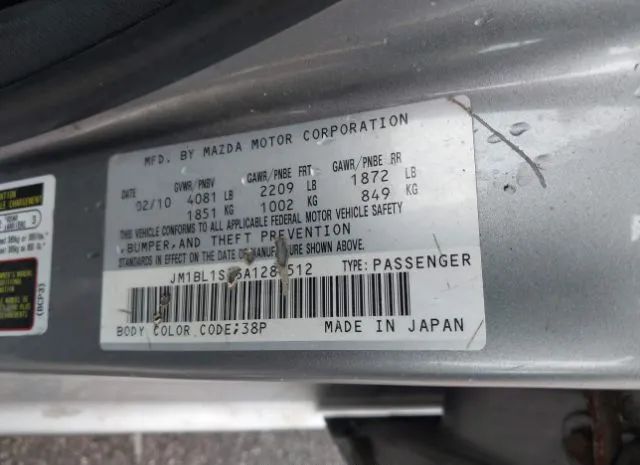 MFD. BY MAZDA MOTOR CORPORATION
DATE GVWR/PNBV GAWR/PNBE FRT GAWR/PNBE RR
02/10 4081 LB 2209 LB 1872 LB
1851 KG 1002 KG 849 KG
THIS VEHICLE CONFORMS TO ALL APPLICABLE FEDERAL MOTOR VEHICLE SAFETY
, BUMPER, AND THEFT PREVENTION
STANDARDS IN EFFECT ON THE DATE OF MANUFACTURE SHOWN ABOVE.
TYPE: PASSENGER
BODY COLOR CODE:38P MADE IN JAPAN
(BCP-33)